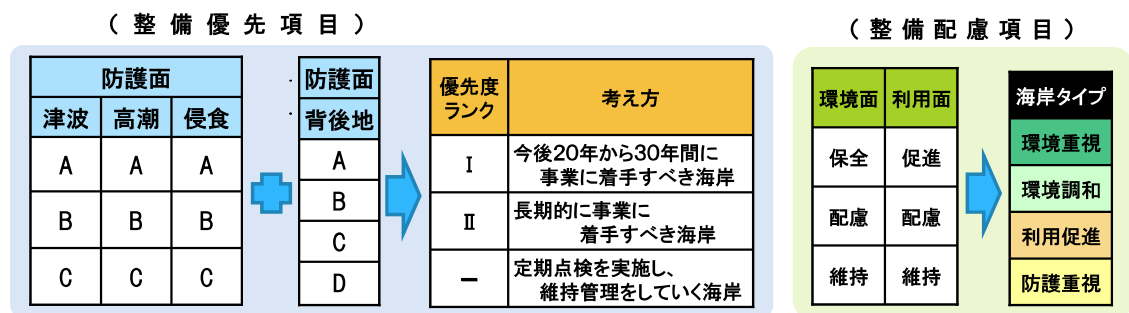 (整備優先項目)
防護面
津波 高潮 侵食
A A A
B B B
C C C
防護面
背後地
A
B
C
D
優先度
ランク
考え方
Ⅰ
今後20年から30年間に
事業に着手すべき海岸
Ⅱ
長期的に事業に
着手すべき海岸
－
定期点検を実施し、
維持管理をしていく海岸
(整備配慮項目)
環境面 利用面
保全 促進
配慮 配慮
維持 維持
海岸タイプ
環境重視
環境調和
利用促進
防護重視